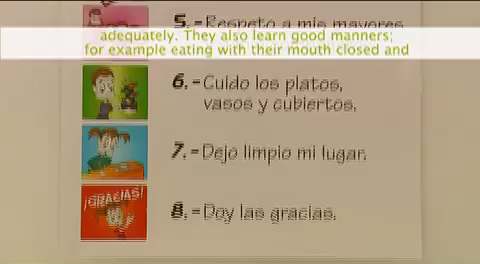 5.=Respeto a mis mayores
adequately. They also learn good manners;
for example eating with their mouth closed and
6.=Cuido los platos,
vasos y cubiertos.
7.=Dejo limpio mi lugar.
¡GRACIAS!
8.=Doy las gracias.